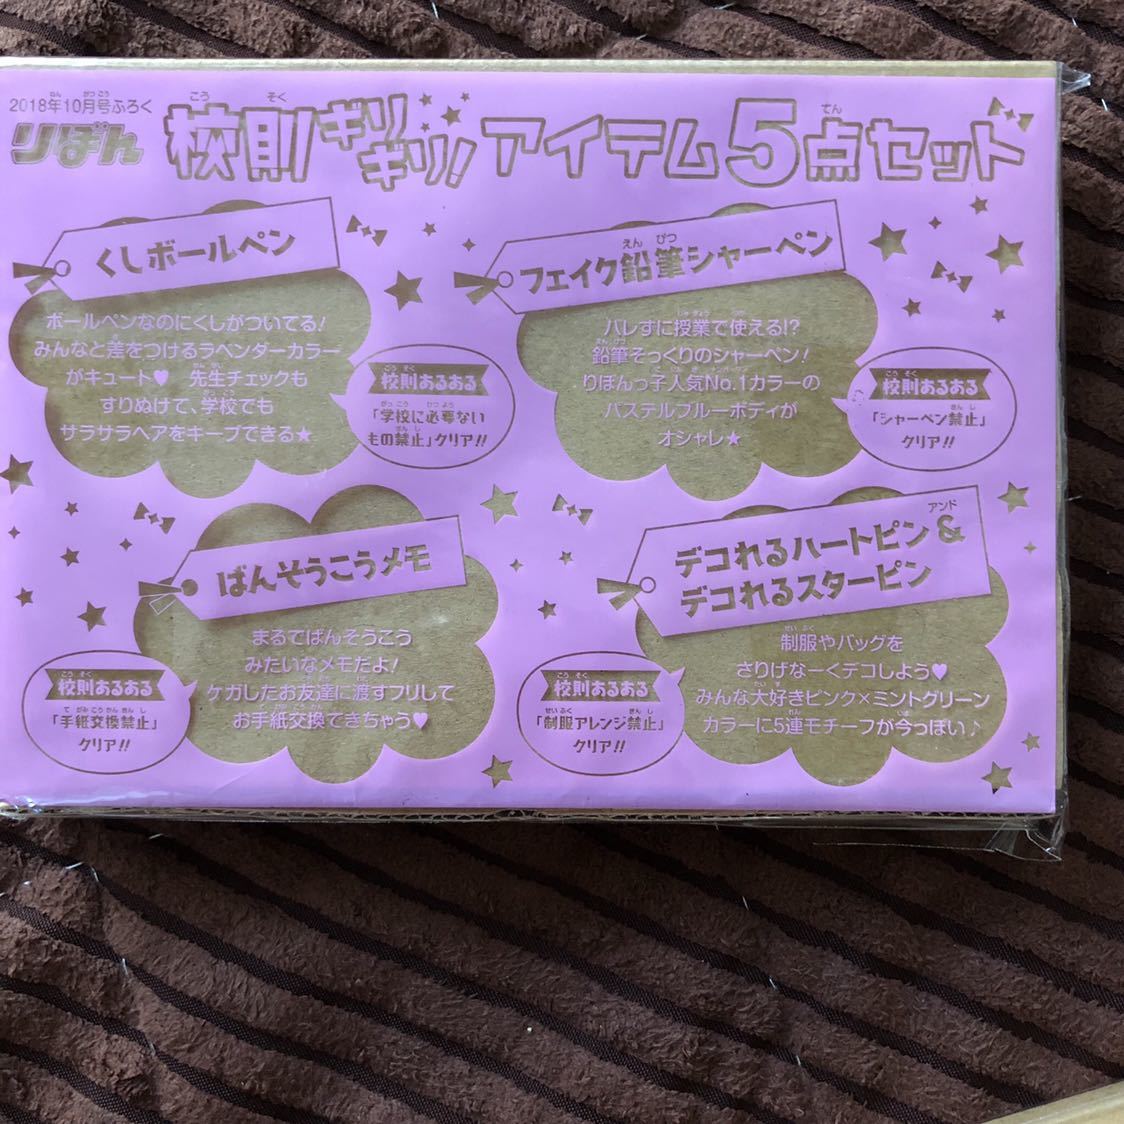 2018年10月号ふろく
りぼん 校則ギリギリ!アイテム5点セット
くしボールペン
ボールペンなのにくしがついてる!
みんなと差をつけるラベンダーカラー
がキュート♥ 先生チェックも
すりぬけて、学校でも
サラサラヘアをキープできる★
校則あるある
「学校に必要ない
もの禁止」クリア!!
フェイク鉛筆シャーペン
バレずに授業で使える!?
鉛筆そっくりのシャーペン!
りぼんっ子人気No.1カラーの
パステルブルーボディが
オシャレ★
校則あるある
「シャーペン禁止」
クリア!!
ばんそうこうメモ
まるでばんそうこう
みたいなメモだよ!
ケガしたお友達に渡すフリして
お手紙交換できちゃう♥
校則あるある
「手紙交換禁止」
クリア!!
デコれるハートピン&
デコれるスターピン
制服やバッグを
さりげなーくデコしよう♥
みんな大好きピンク×ミントグリーン
カラーに5連モチーフが今っぽい♪
校則あるある
「制服アレンジ禁止」
クリア!!